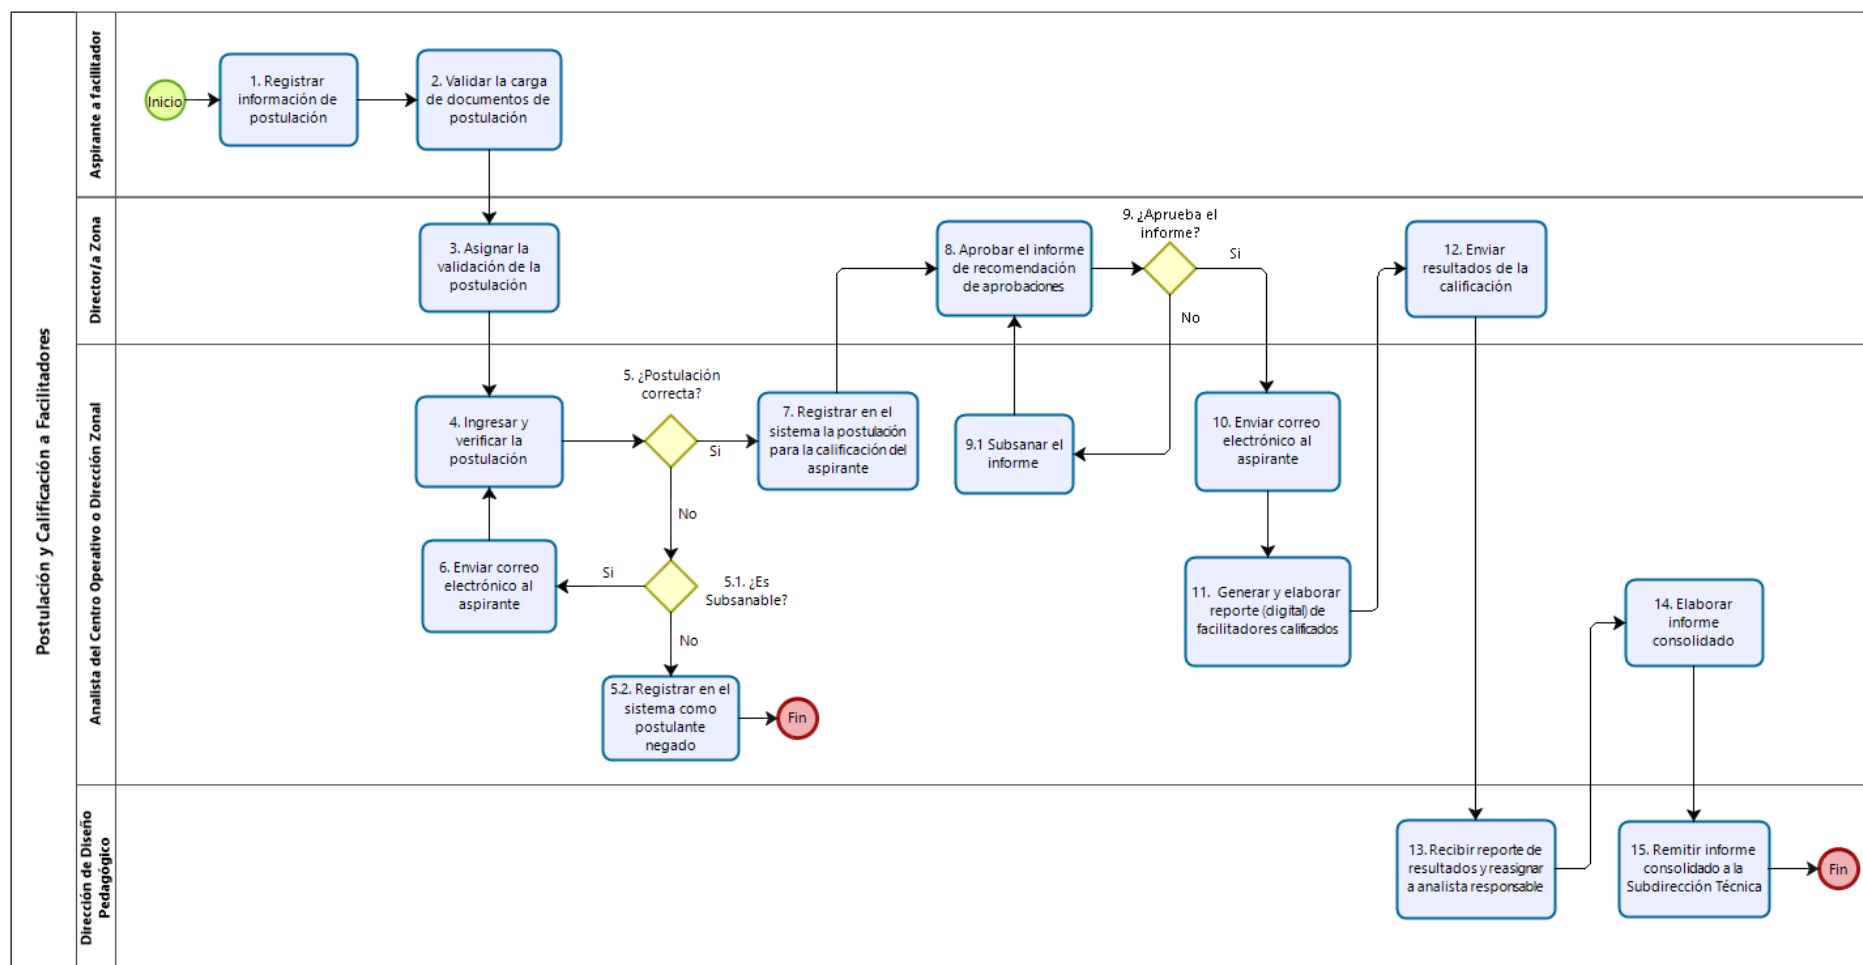 Postulación y Calificación a Facilitadores
Aspirante a facilitador
Inicio
1. Registrar
información de
postulación
2. Validar la carga
de documentos de
postulación
Director/a Zona
3. Asignar la
validación de la
postulación
8. Aprobar el informe
de recomendación
de aprobaciones
9. ¿Aprueba el
informe?
Si
No
12. Enviar
resultados de la
calificación
Analista del Centro Operativo o Dirección Zonal
4. Ingresar y
verificar la
postulación
5. ¿Postulación
correcta?
Si
No
7. Registrar en el
sistema la postulación
para la calificación del
aspirante
9.1 Subsanar el
informe
10. Enviar correo
electrónico al
aspirante
6. Enviar correo
electrónico al
aspirante
Si
5.1. ¿Es
Subsanable?
No
11. Generar y elaborar
reporte (digital) de
facilitadores calificados
14. Elaborar
informe
consolidado
5.2. Registrar en el
sistema como
postulante
negado
Fin
Dirección de Diseño
Pedagógico
13. Recibir reporte de
resultados y reasignar
a analista responsable
15. Remitir informe
consolidado a la
Subdirección Técnica
Fin